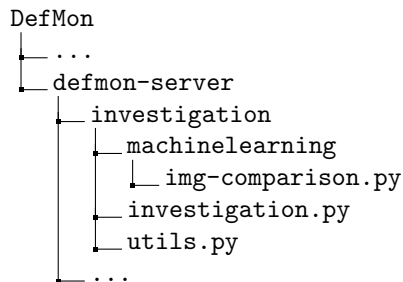 DefMon
...
defmon-server
investigation
machinelearning
img-comparison.py
investigation.py
utils.py
...